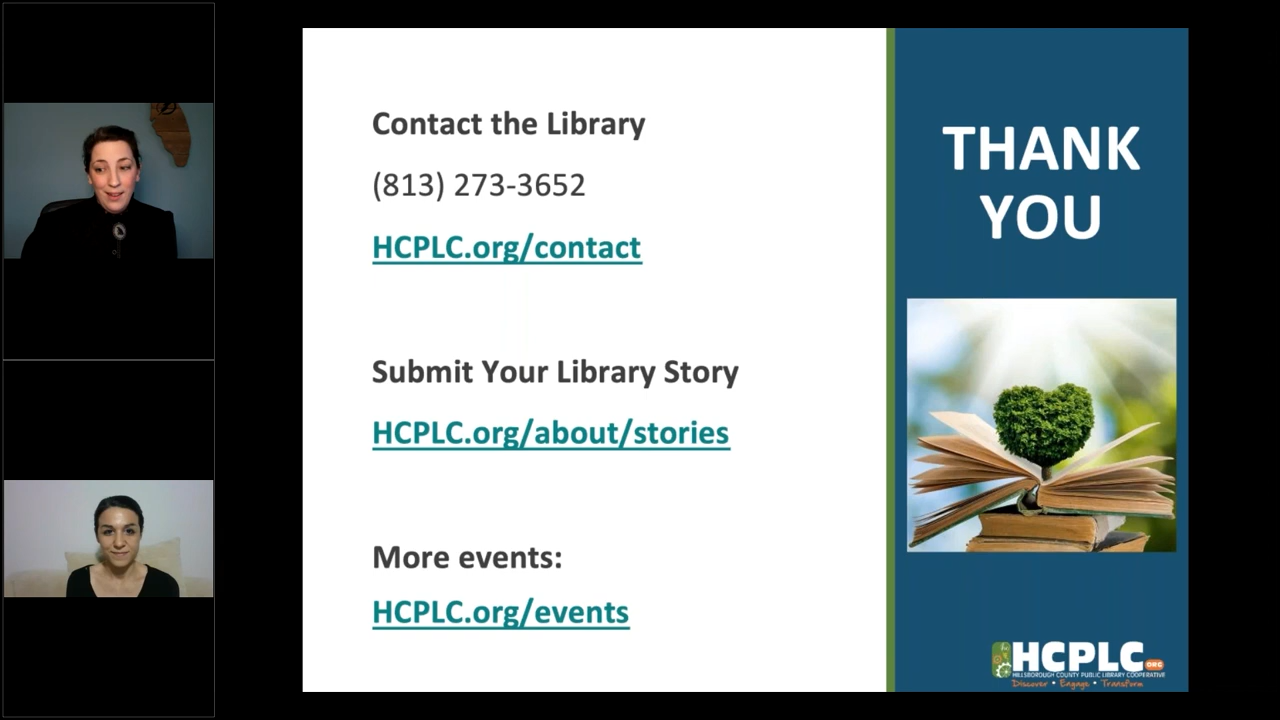 Contact the Library
(813) 273-3652
HCPLC.org/contact
Submit Your Library Story
HCPLC.org/about/stories
More events:
HCPLC.org/events
THANK
YOU
HCPLC.ORG
HILLSBOROUGH COUNTY PUBLIC LIBRARY COOPERATIVE
Discover • Engage • Transform